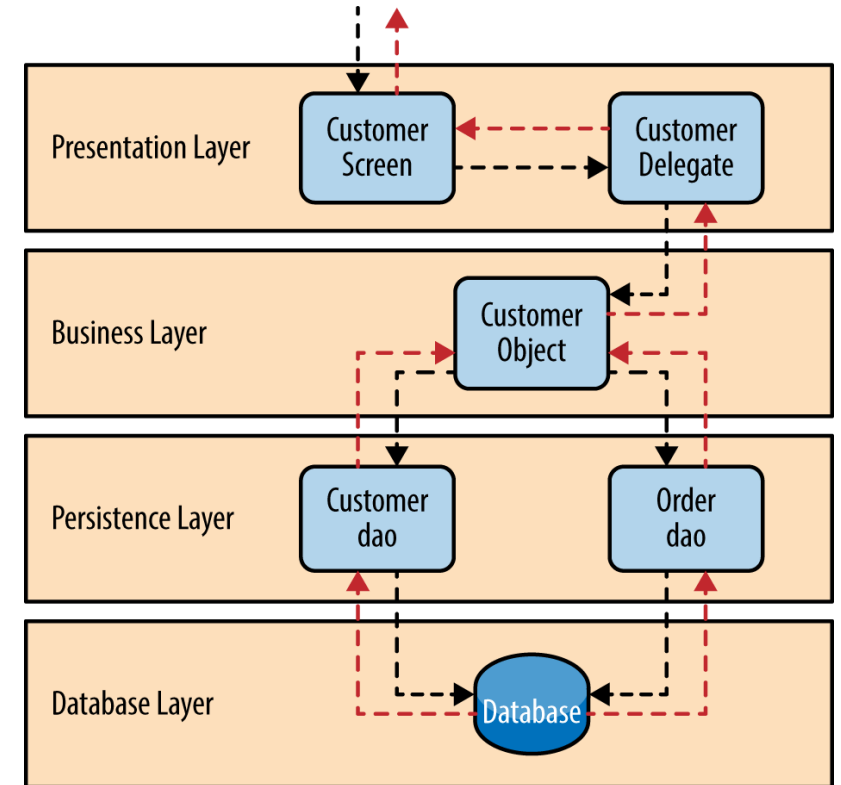 Presentation Layer
Customer
Screen
Customer
Delegate
Business Layer
Customer
Object
Persistence Layer
Customer
dao
Order
dao
Database Layer
Database